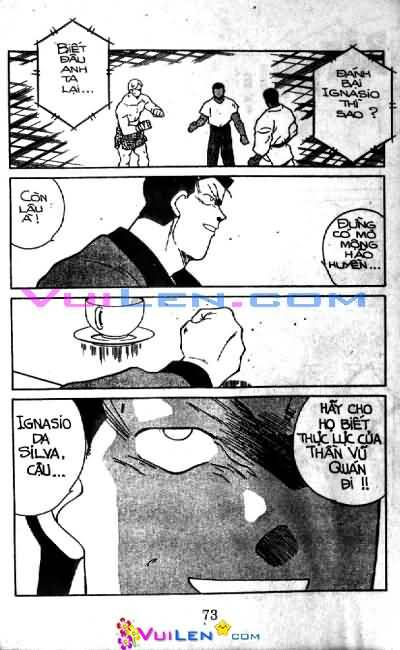 BIẾT
ĐÂU
ANH
TA
LẠI...
ĐÁNH
BẠI
IGNASIO
THÌ
SAO ?
CÒN
LÂU
À!
ĐỪNG
CÓ MƠ
MỘNG
HÃO
HUYỀN...
VUILEN.COM
IGNASIO
DA
SILVA,
CẬU...
HÃY CHO
HỌ BIẾT
THỰC LỰC CỦA
THẦN VŨ
QUÁN
ĐI !!
73
VUILEN.COM